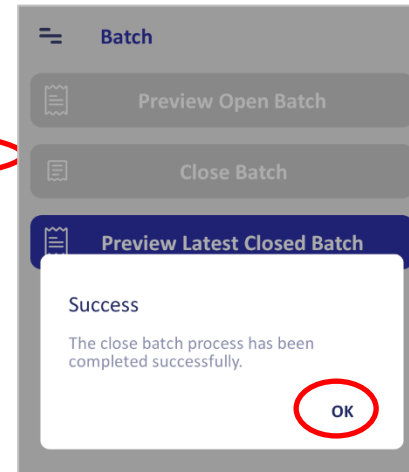 Batch
Preview Open Batch
Close Batch
Preview Latest Closed Batch
Success
The close batch process has been
completed successfully.
OK